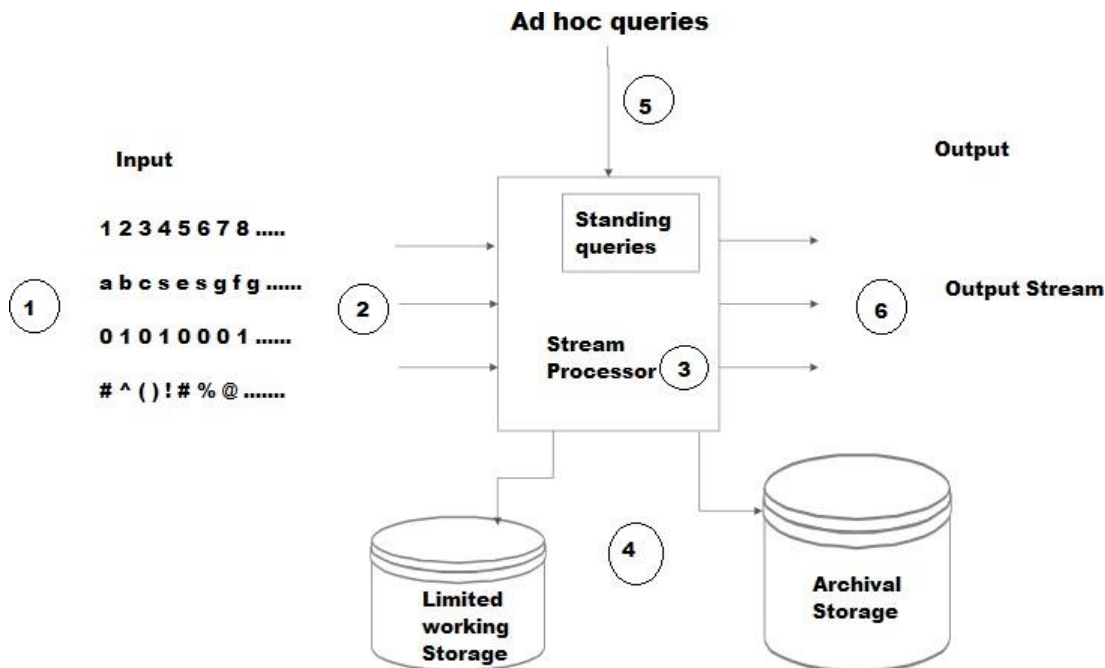 Ad hoc queries
5
Input
Output
1 2 3 4 5 6 7 8 .....
Standing
queries
a b c s e s g f g ......
1
2
6
Output Stream
0 1 0 1 0 0 0 1 ......
Stream
Processor
3
# ^ ( ) ! # % @ .......
4
Limited
working
Storage
Archival
Storage